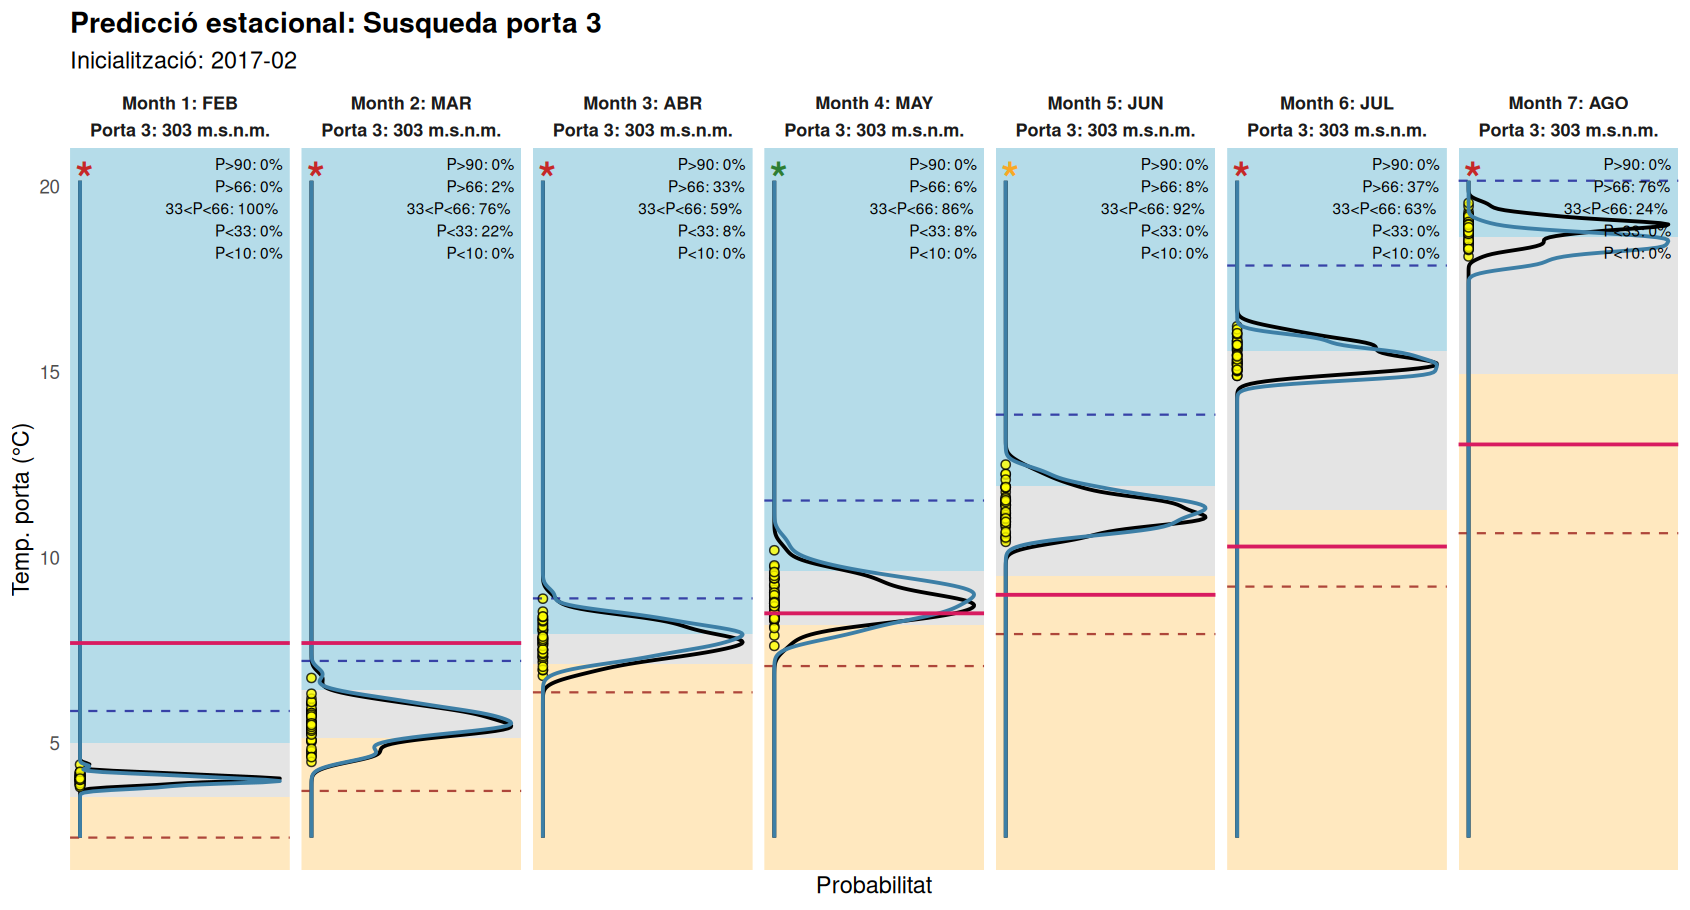 Predicció estacional: Susqueda porta 3
Inicialització: 2017-02
Month 1: FEB
Porta 3: 303 m.s.n.m.
Month 2: MAR
Porta 3: 303 m.s.n.m.
Month 3: ABR
Porta 3: 303 m.s.n.m.
Month 4: MAY
Porta 3: 303 m.s.n.m.
Month 5: JUN
Porta 3: 303 m.s.n.m.
Month 6: JUL
Porta 3: 303 m.s.n.m.
Month 7: AGO
Porta 3: 303 m.s.n.m.
*
P>90: 0%
P>66: 0%
33<P<66: 100%
P<33: 0%
P<10: 0%
*
P>90: 0%
P>66: 2%
33<P<66: 76%
P<33: 22%
P<10: 0%
*
P>90: 0%
P>66: 33%
33<P<66: 59%
P<33: 8%
P<10: 0%
*
P>90: 0%
P>66: 6%
33<P<66: 86%
P<33: 8%
P<10: 0%
*
P>90: 0%
P>66: 8%
33<P<66: 92%
P<33: 0%
P<10: 0%
*
P>90: 0%
P>66: 37%
33<P<66: 63%
P<33: 0%
P<10: 0%
*
P>90: 0%
P>66: 76%
33<P<66: 24%
P<33: 0%
P<10: 0%
20
15
10
5
Temp. porta (°C)
Probabilitat